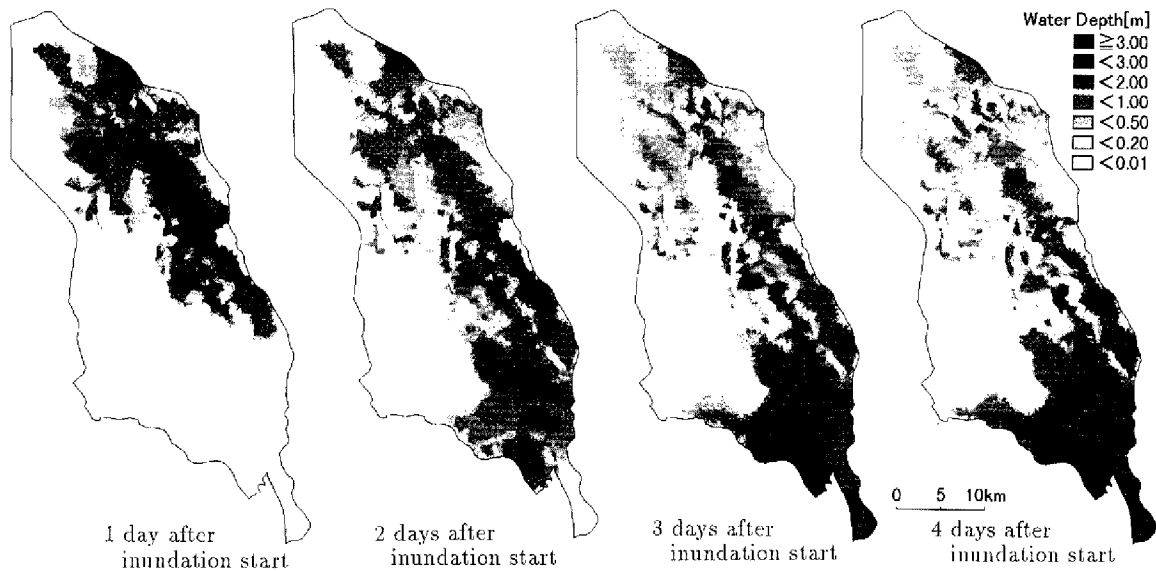 Water Depth[m]
≧3.00
<3.00
<2.00
<1.00
<0.50
<0.20
<0.01
0 5 10km
1 day after
inundation start
2 days after
inundation start
3 days after
inundation start
4 days after
inundation start